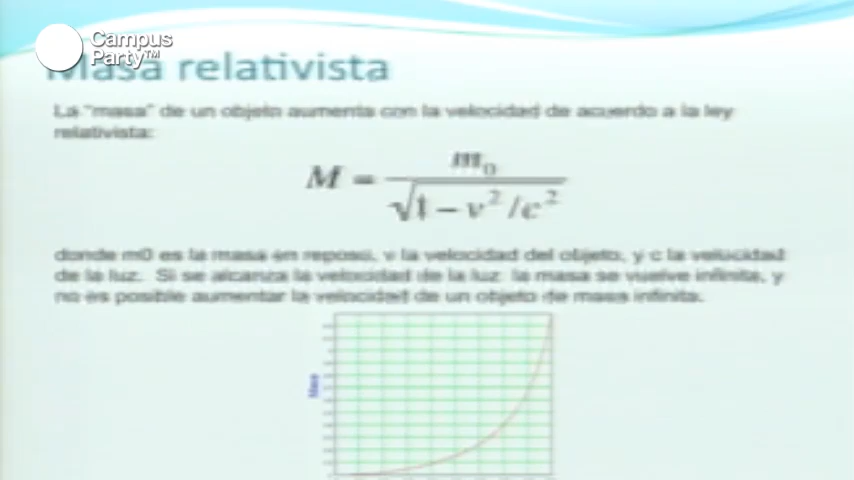 Campus
Party™
Masa relativista
La "masa" de un objeto aumenta con la velocidad de acuerdo a la ley
relativista:
M = m₀ / √1 − v² / c²
donde m0 es la masa en reposo, v la velocidad del objeto, y c la velocidad
de la luz. Si se alcanza la velocidad de la luz la masa se vuelve infinita, y
no es posible aumentar la velocidad de un objeto de masa infinita.
Masa